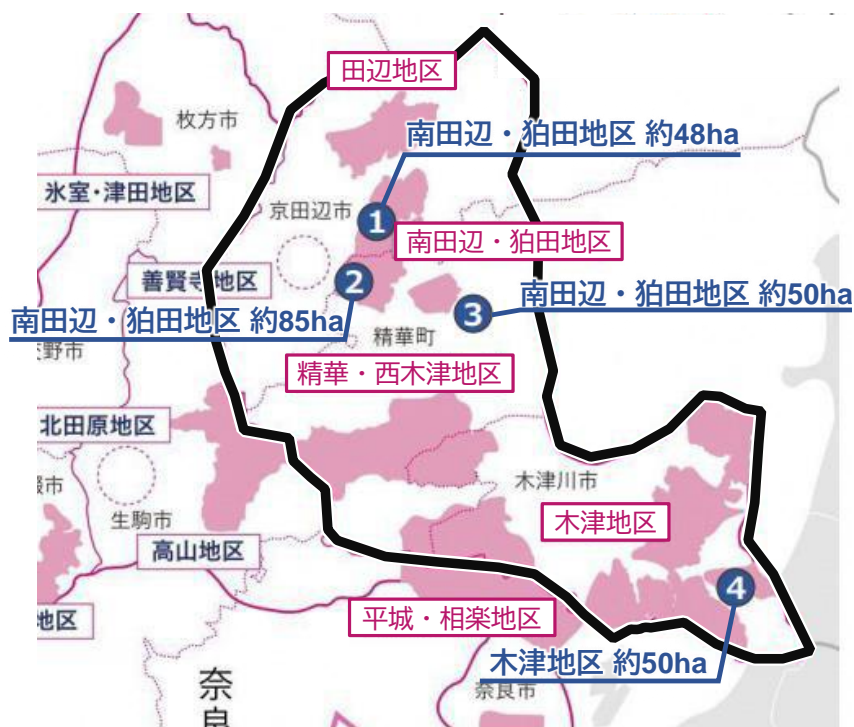 田辺地区
枚方市
南田辺・狛田地区 約48ha
氷室・津田地区
京田辺市
1
南田辺・狛田地区
善賢寺地区
2
南田辺・狛田地区 約50ha
3
南田辺・狛田地区 約85ha
精華町
野市
精華・西木津地区
北田原地区
木津川市
市
生駒市
木津地区
高山地区
4
地区
平城・相楽地区
木津地区 約50ha
奈良市
奈良